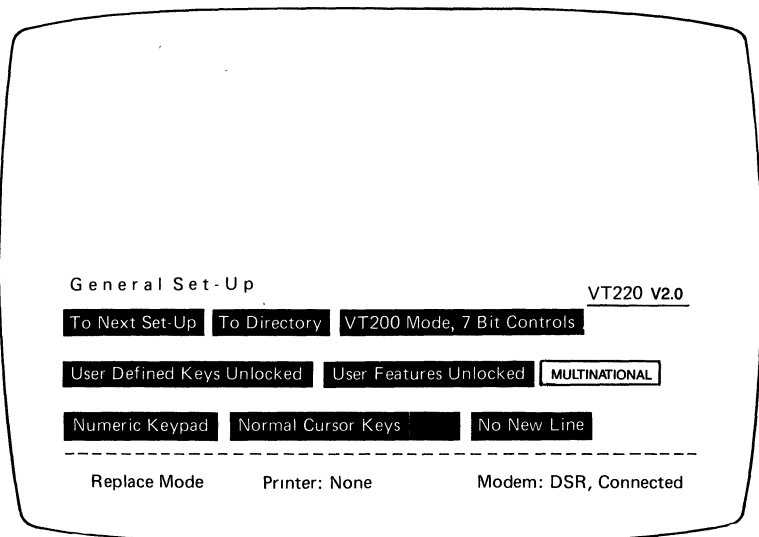 General Set-Up
VT220 V2.0
To Next Set-Up To Directory VT200 Mode, 7 Bit Controls
User Defined Keys Unlocked User Features Unlocked MULTINATIONAL
Numeric Keypad Normal Cursor Keys No New Line
Replace Mode Printer: None Modem: DSR, Connected